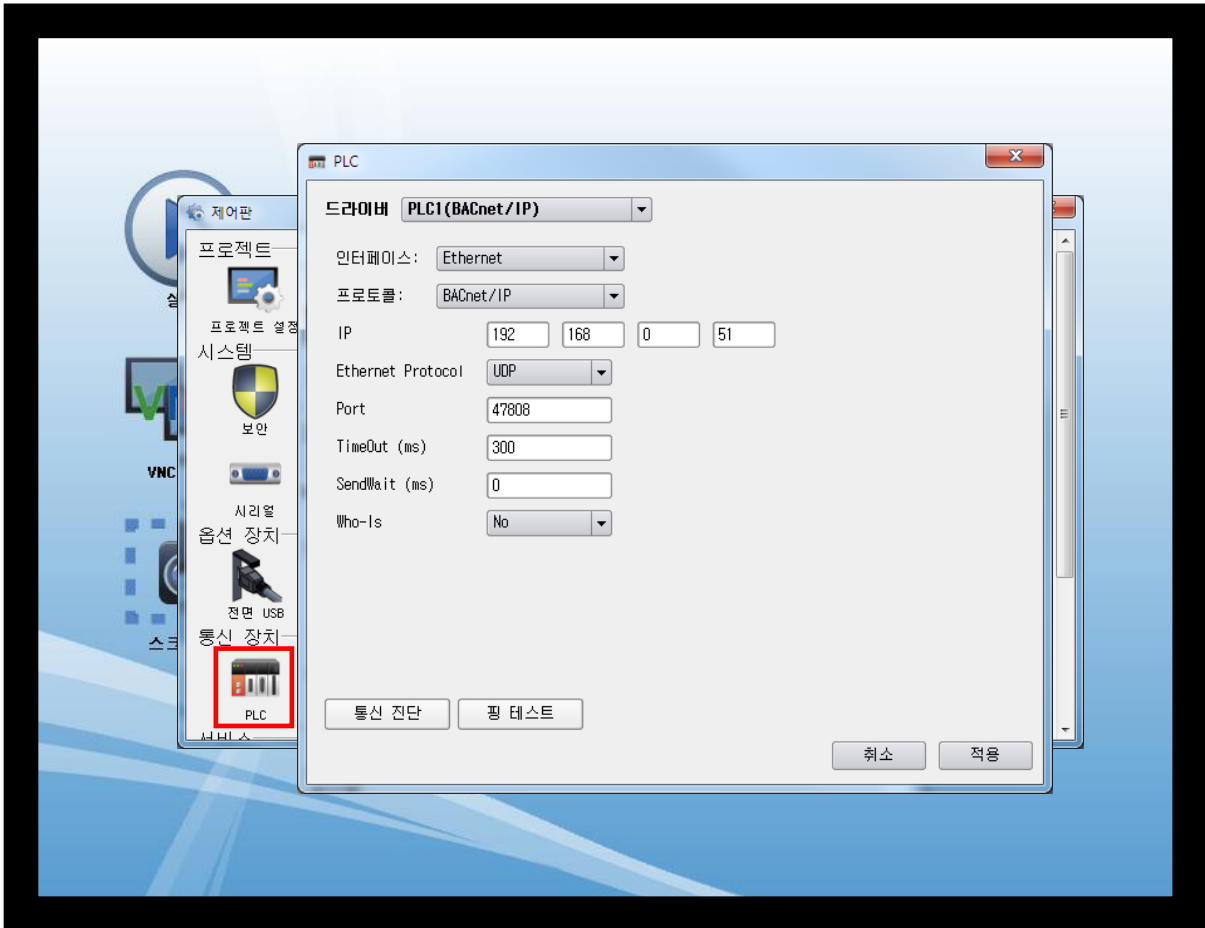 PLC
드라이버 PLC1(BACnet/IP)
인터페이스: Ethernet
프로토콜: BACnet/IP
IP 192 168 0 51
Ethernet Protocol UDP
Port 47808
TimeOut (ms) 300
SendWait (ms) 0
Who-Is No
통신 진단 핑 테스트
취소 적용
제어판
프로젝트
프로젝트 설정
시스템
보안
시리얼
옵션 장치
전면 USB
통신 장치
PLC
서비스
VNC